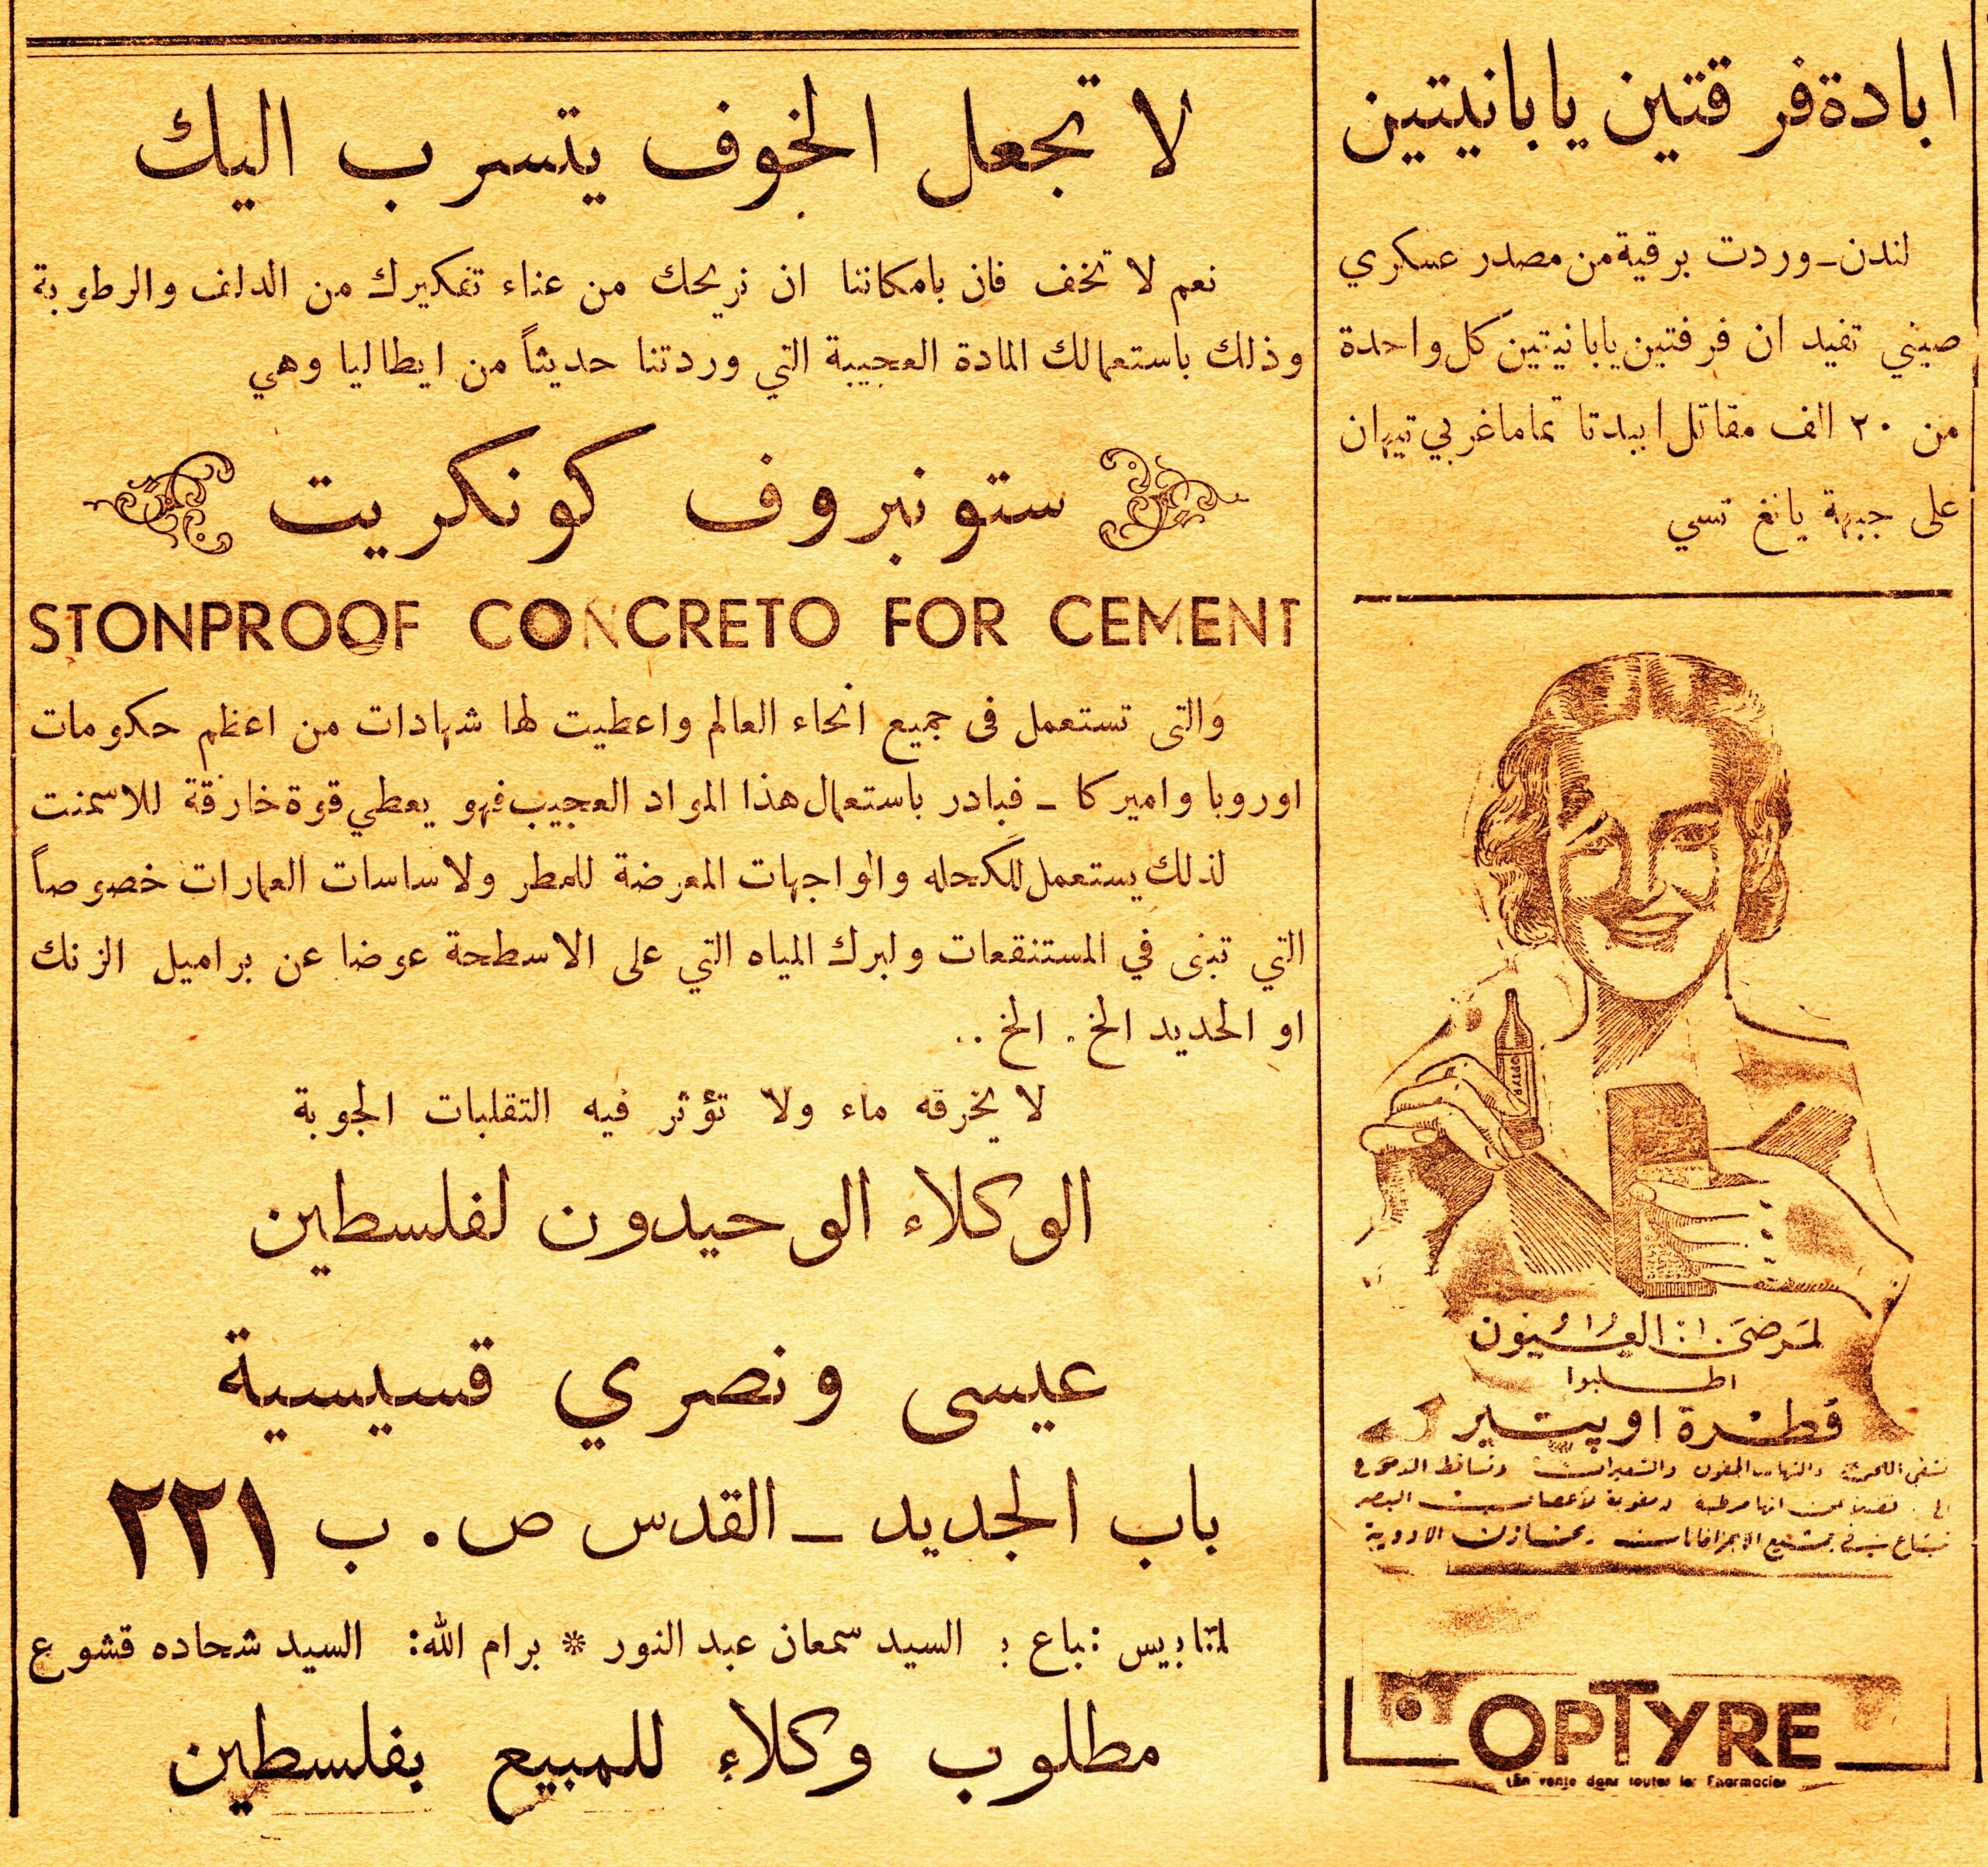 ابادة فرقتين يابانيتين
لندن ـ وردت برقية من مصدر عسكري
صيني تفيد ان فرقتين يابانيتين كل واحدة
من ٢٠ الف مقاتل ابيدتا تماما غربي تيهان
على جبهة يانغ تسي
لمرضى العيون
اطلبوا
قطرة اوپتير
OPTYRE
En vente dans toutes les Pharmacies
لا تجعل الخوف يتسرب اليك
نعم لا تخف فان بامكاننا ان نريحك من عناء تفكيرك من الدلف والرطوبة
وذلك باستعمالك المادة العجيبة التي وردتنا حديثاً من ايطاليا وهي
ستونبروف كونكريت
STONPROOF CONCRETO FOR CEMENT
والتى تستعمل فى جميع انحاء العالم واعطيت لها شهادات من اعظم حكومات
اوروبا واميركا ـ فبادر باستعمال هذا المواد العجيب فهو يعطي قوة خارقة للاسمنت
لذلك يستعمل للكحله والواجهات المعرضة للمطر ولاساسات العمارات خصوصاً
التي تبنى في المستنقعات ولبرك المياه التي على الاسطحة عوضا عن براميل الزنك
او الحديد الخ . الخ ..
لا يخرقه ماء ولا تؤثر فيه التقلبات الجوية
الوكلاء الوحيدون لفلسطين
عيسى ونصري قسيسية
باب الجديد ـ القدس ص . ب ٢٢١
السيد سمعان عبد النور * برام الله: السيد شحاده قشوع
مطلوب وكلاء للمبيع بفلسطين